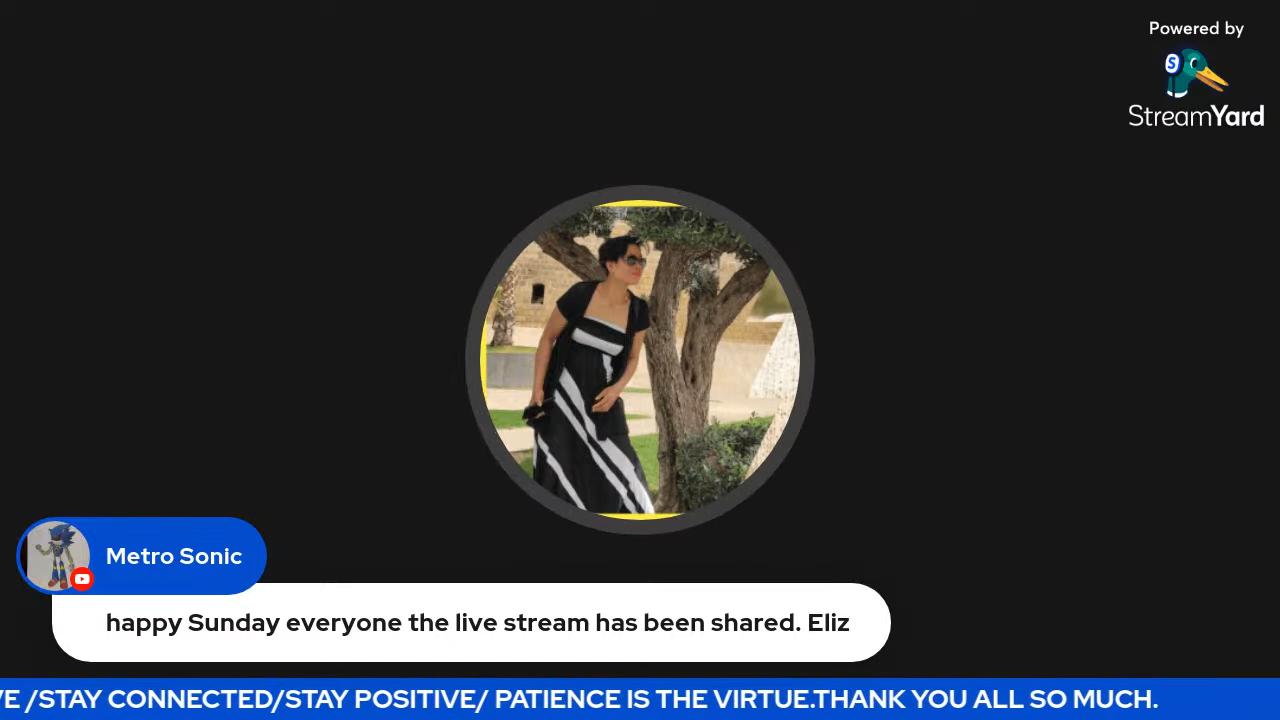 Powered by
StreamYard
Metro Sonic
happy Sunday everyone the live stream has been shared. Eliz
/STAY CONNECTED/STAY POSITIVE/ PATIENCE IS THE VIRTUE.THANK YOU ALL SO MUCH.